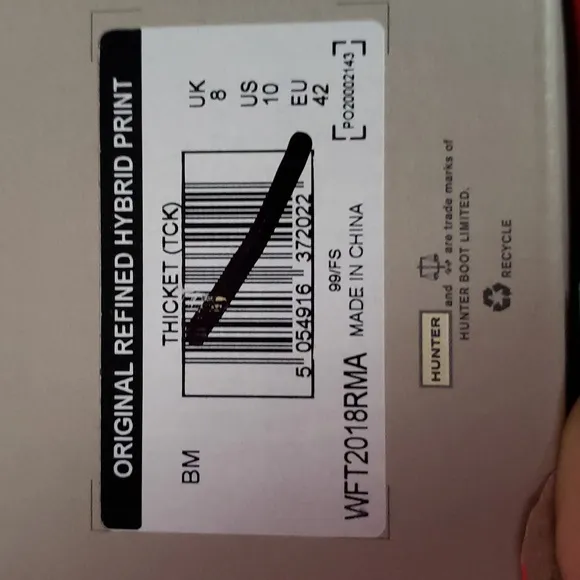 ORIGINAL REFINED HYBRID PRINT
BM
THICKET (TCK)
UK
8
US
10
EU
42
5 054916 372022
99/FS
WFT2018RMA MADE IN CHINA
PO20002143
HUNTER and are trade marks of
HUNTER BOOT LIMITED.
RECYCLE